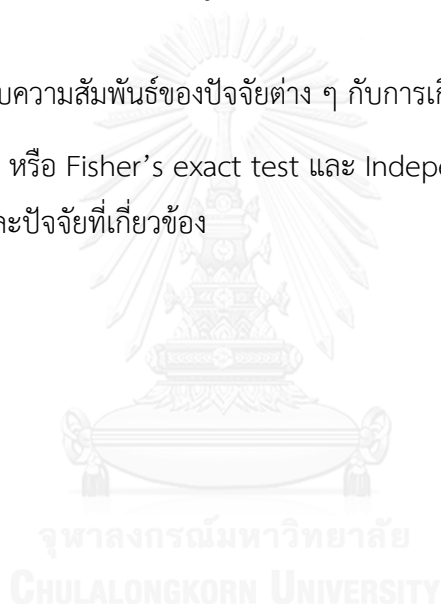 บความสัมพันธ์ของปัจจัยต่าง ๆ กับการเกิ
หรือ Fisher’s exact test และ Indepe
ละปัจจัยที่เกี่ยวข้อง
จุฬาลงกรณ์มหาวิทยาลัย
CHULALONGKORN UNIVERSITY